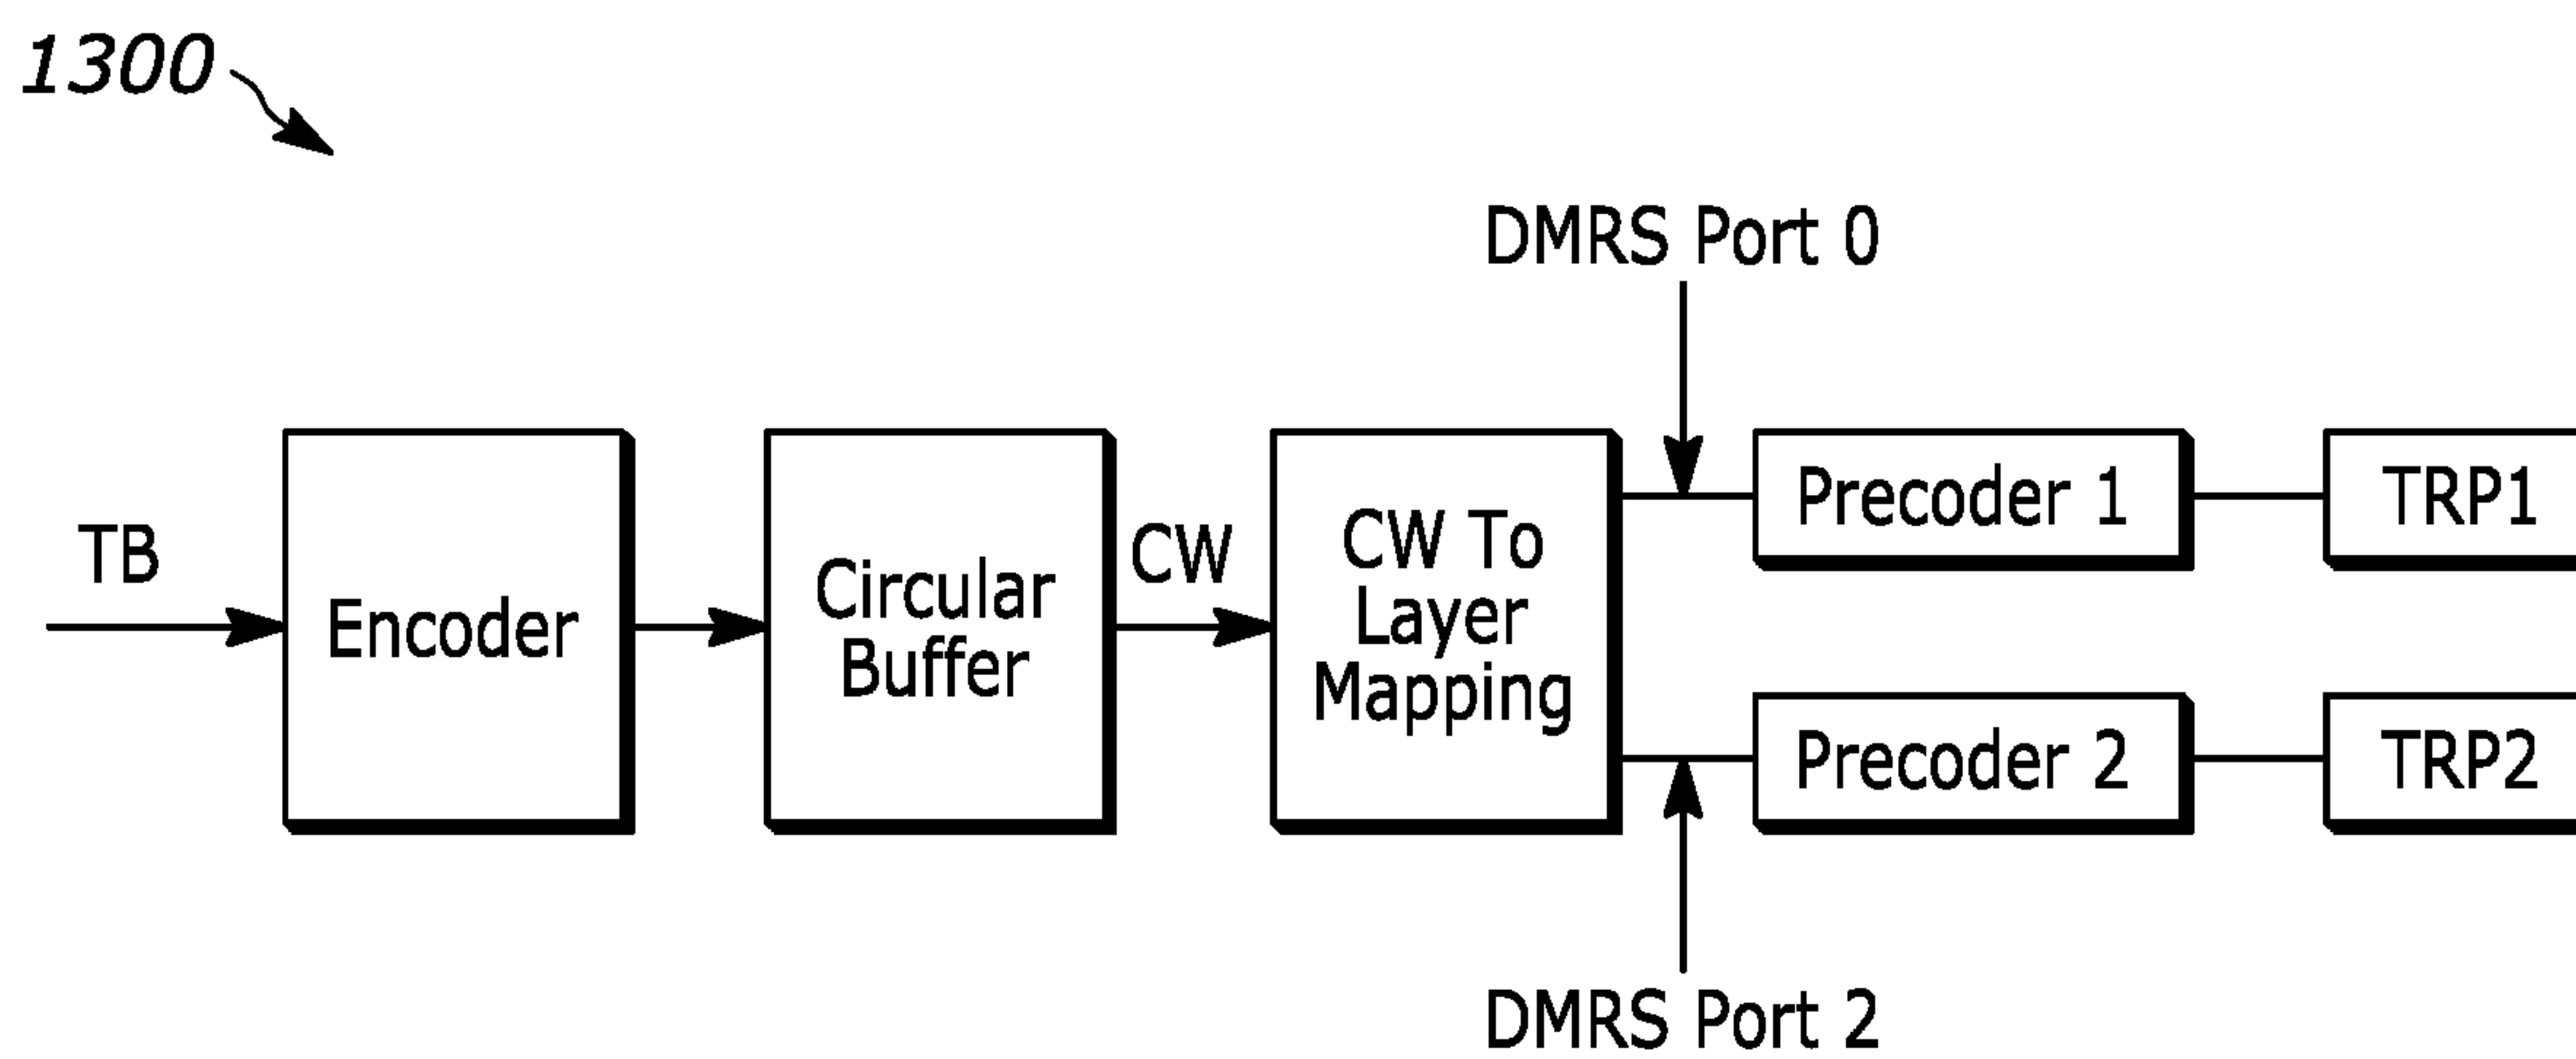 1300
DMRS Port 0
TB
Encoder
Circular
Buffer
CW
CW To
Layer
Mapping
Precoder 1
TRP1
Precoder 2
TRP2
DMRS Port 2